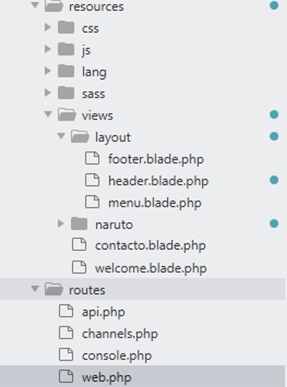 resources
css
js
lang
sass
views
layout
footer.blade.php
header.blade.php
menu.blade.php
naruto
contacto.blade.php
welcome.blade.php
routes
api.php
channels.php
console.php
web.php